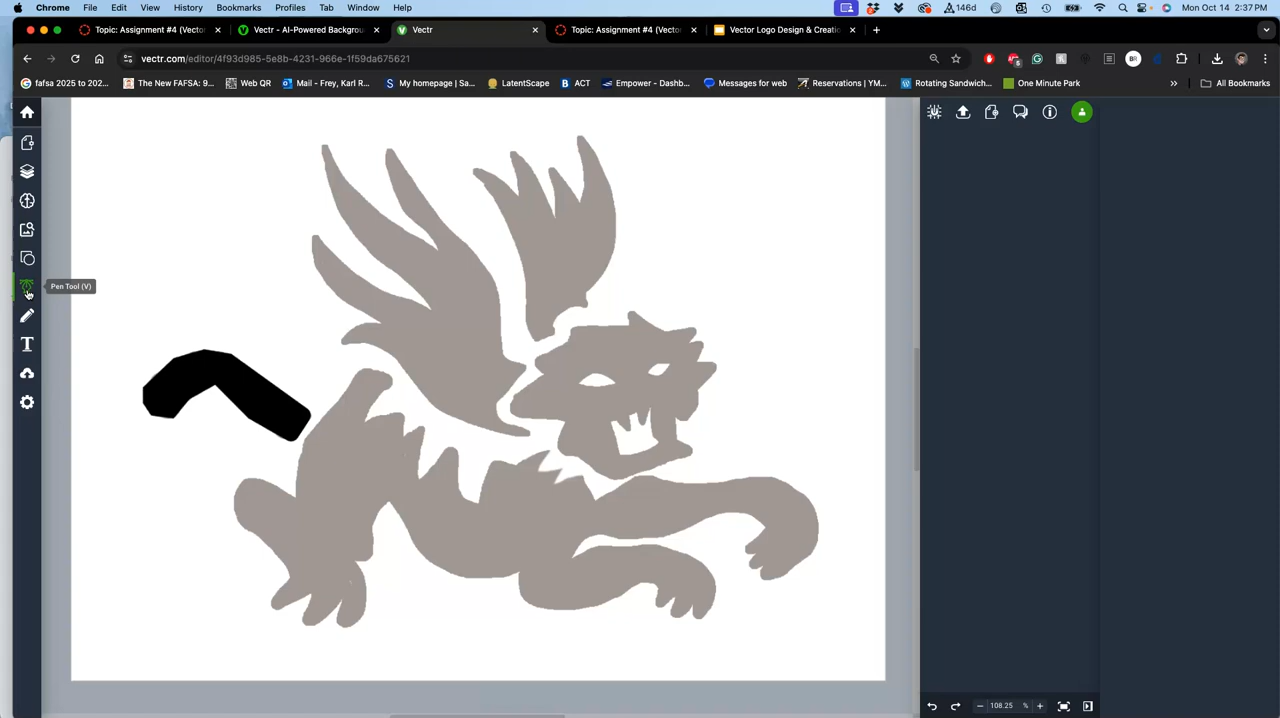 Chrome File Edit View History Bookmarks Profiles Tab Window Help 146d Mon Oct 14 2:37 PM
Topic: Assignment #4 (Vector Vectr - AI-Powered Backgrou Vectr Topic: Assignment #4 (Vector Vector Logo Design & Creatio
vectr.com/editor/4f93d985-5e8b-4231-966e-1f59da675621
fafsa 2025 to 202... The New FAFSA: 9... Web QR Mail - Frey, Karl R... My homepage | Sa... LatentScape ACT Empower - Dashb... Messages for web Reservations | YM... Rotating Sandwich... One Minute Park All Bookmarks
Pen Tool (V)
108.25 %